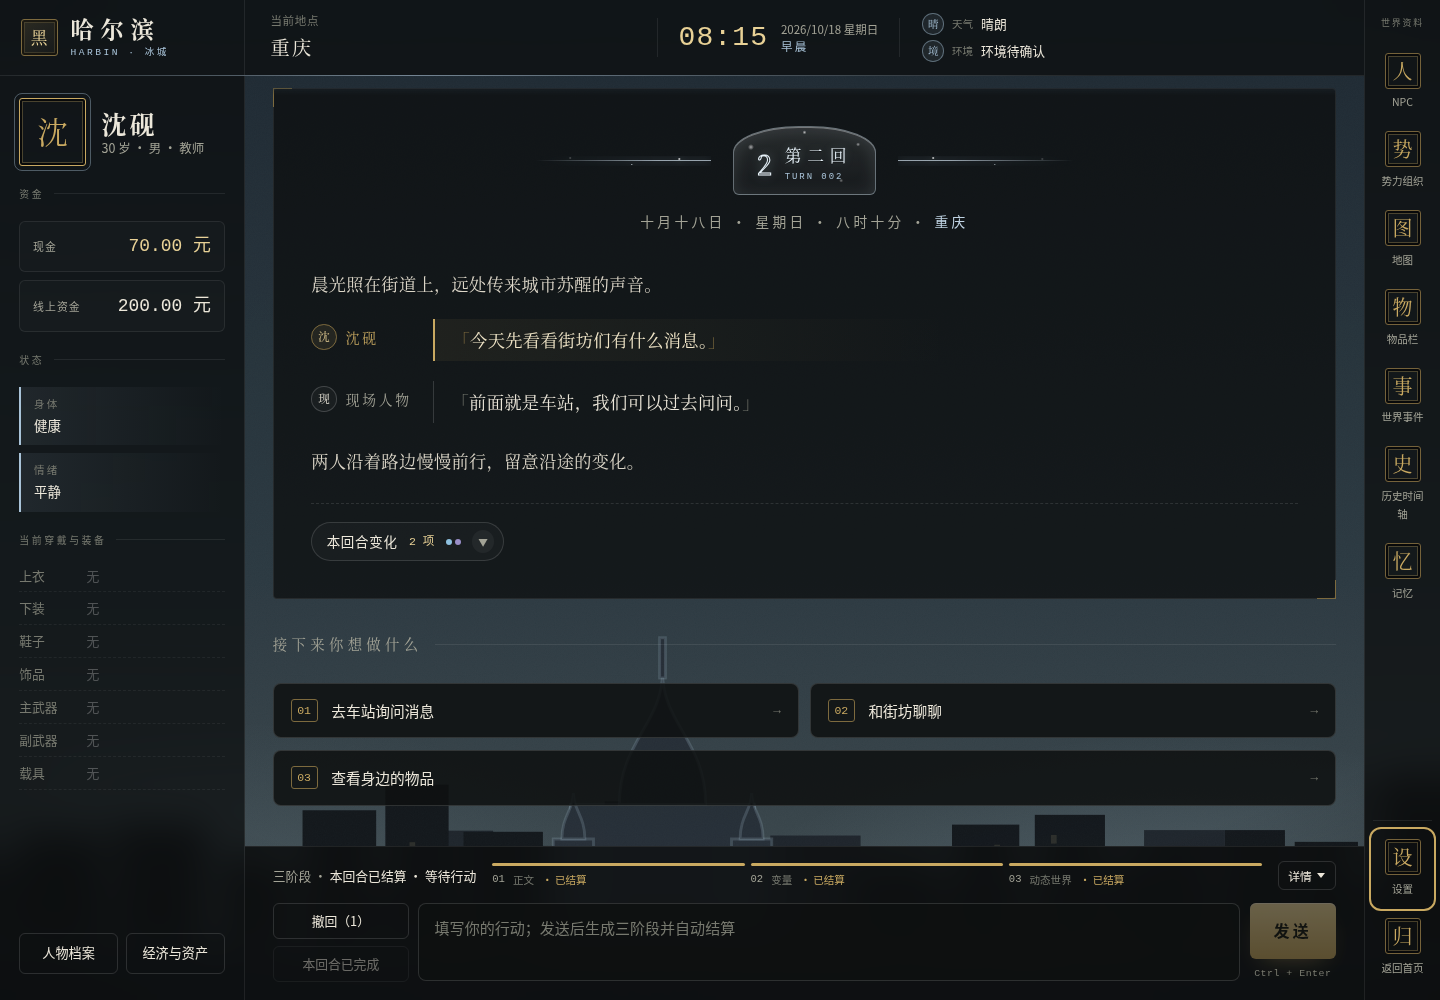 黑
哈尔滨
HARBIN · 冰城
当前地点
重庆
08:15
2026/10/18 星期日
早晨
晴 天气 晴朗
境 环境 环境待确认
沈
沈砚
30 岁 · 男 · 教师
资金
现金 70.00 元
线上资金 200.00 元
状态
身体
健康
情绪
平静
当前穿戴与装备
上衣 无
下装 无
鞋子 无
饰品 无
主武器 无
副武器 无
载具 无
人物档案
经济与资产
2 第二回
TURN 002
十月十八日 · 星期日 · 八时十分 · 重庆
晨光照在街道上，远处传来城市苏醒的声音。
沈 沈砚 「今天先看看街坊们有什么消息。」
现 现场人物 「前面就是车站，我们可以过去问问。」
两人沿着路边慢慢前行，留意沿途的变化。
本回合变化 2 项 ▼
接下来你想做什么
01 去车站询问消息 →
02 和街坊聊聊 →
03 查看身边的物品 →
三阶段 · 本回合已结算 · 等待行动
01 正文 · 已结算
02 变量 · 已结算
03 动态世界 · 已结算
详情
撤回（1）
本回合已完成
填写你的行动；发送后生成三阶段并自动结算
发送
Ctrl + Enter
世界资料
人
NPC
势
势力组织
图
地图
物
物品栏
事
世界事件
史
历史时间
轴
忆
记忆
设
设置
归
返回首页